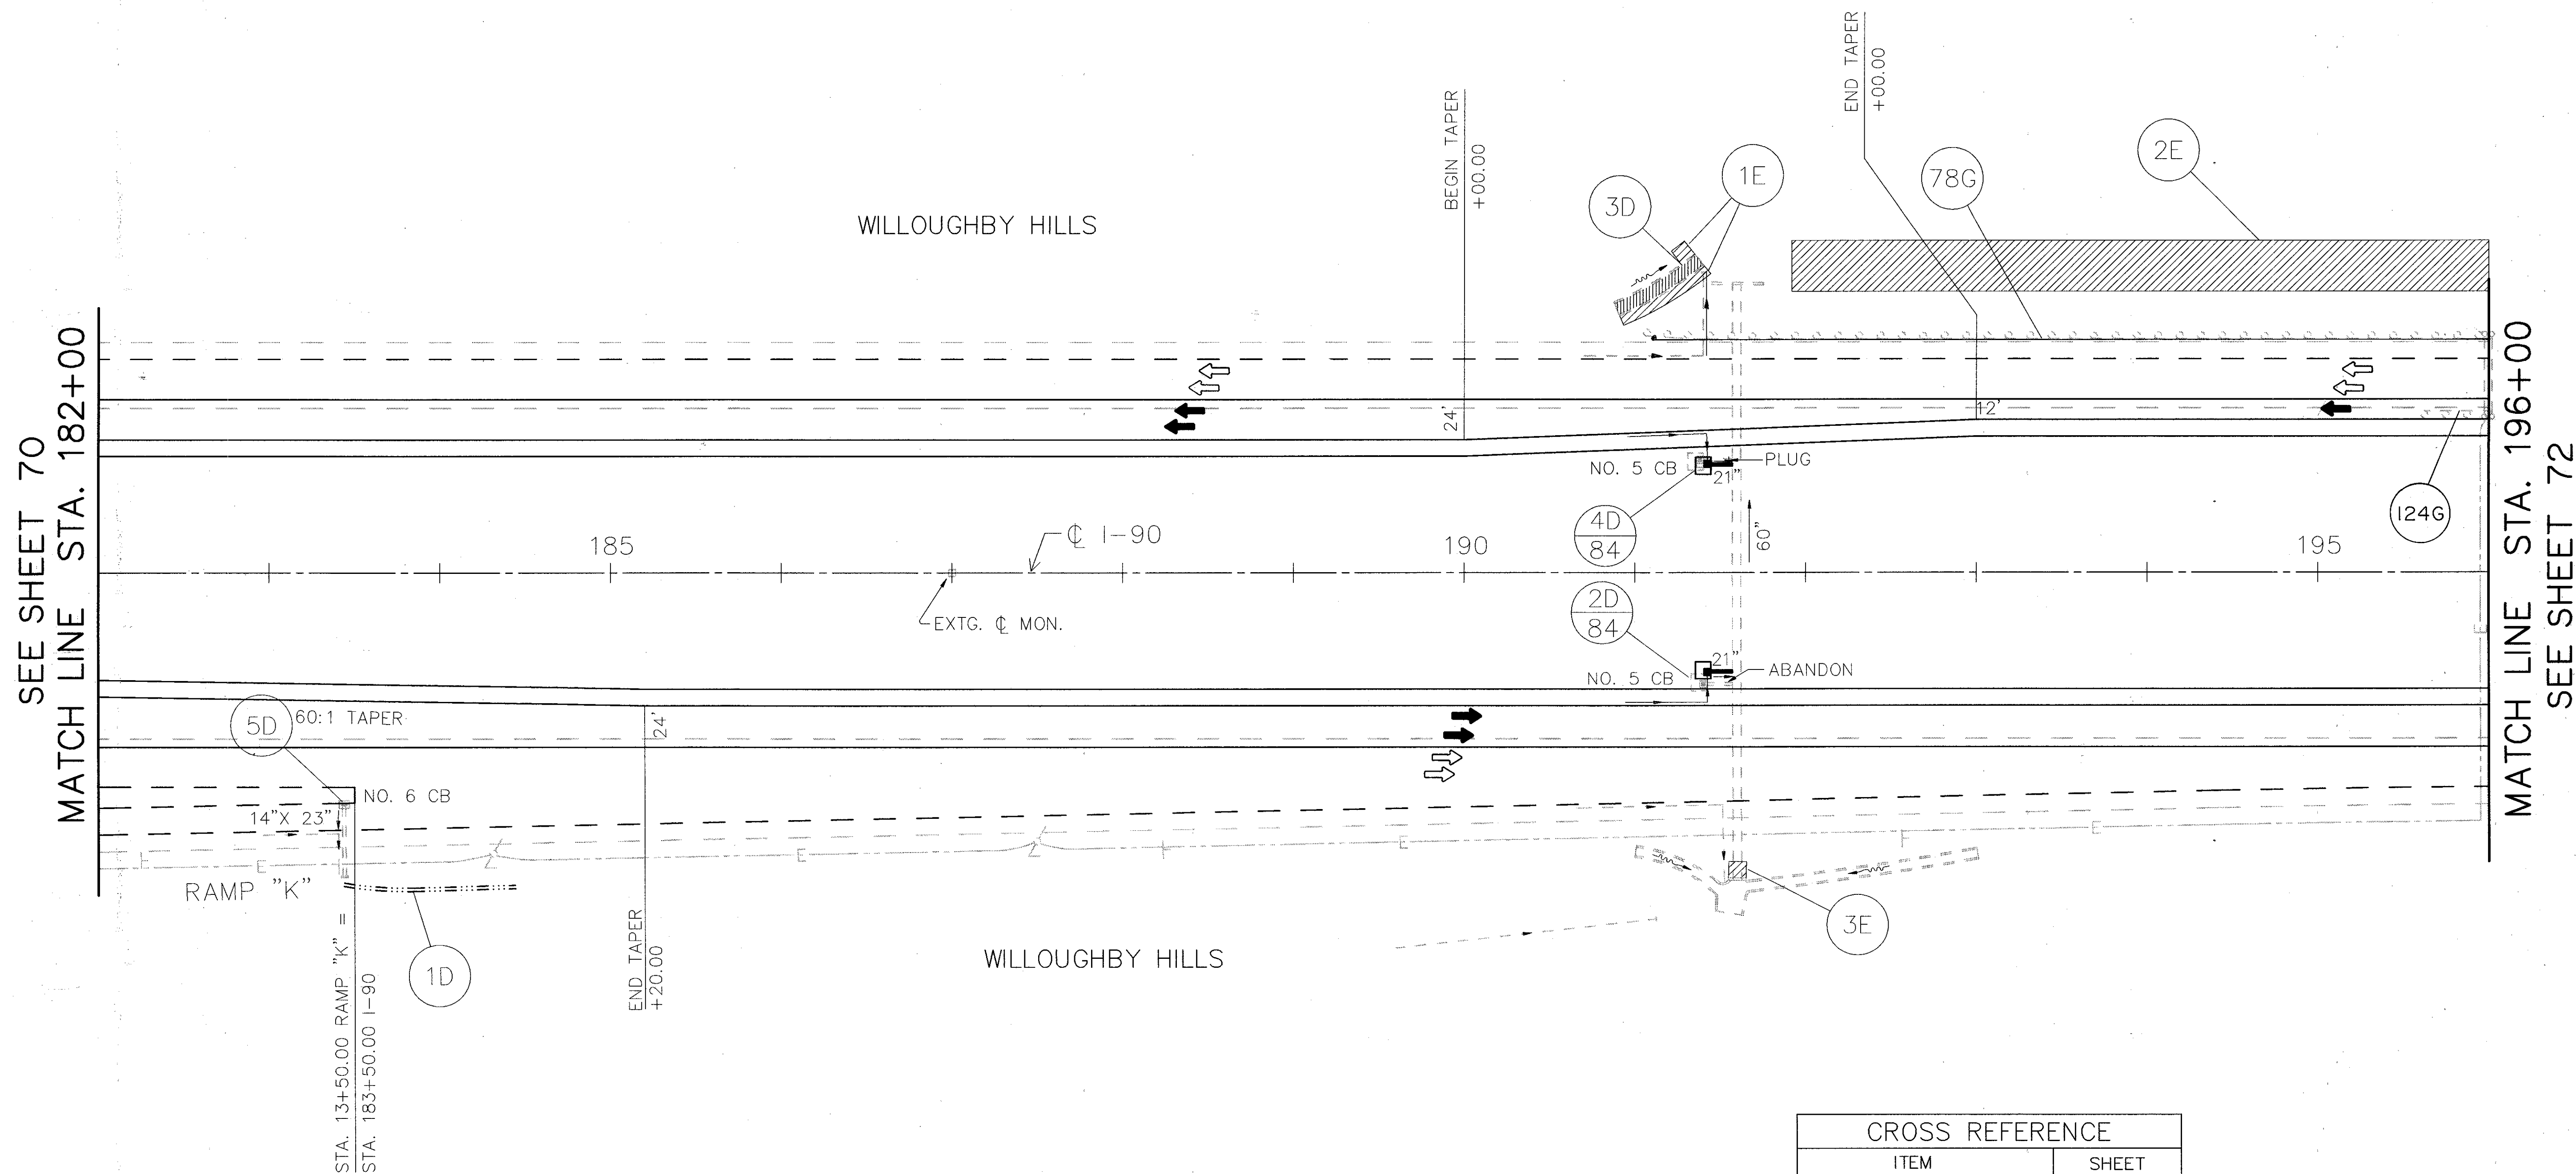 END TAPER
+00.00
BEGIN TAPER
+00.00
2E
1E
78G
3D
WILLOUGHBY HILLS
SEE SHEET 70
MATCH LINE STA. 182+00
MATCH LINE STA. 196+00
SEE SHEET 72
24'
12'
NO. 5 CB
21"
PLUG
124G
4D
84
60"
185
℄ I-90
190
195
EXTG. ℄ MON.
2D
84
21"
NO. 5 CB
ABANDON
5D
60:1 TAPER
24'
NO. 6 CB
14"X 23"
E
E
E
E
RAMP "K"
1D
3E
WILLOUGHBY HILLS
END TAPER
+20.00
STA. 13+50.00 RAMP "K" =
STA. 183+50.00 I-90
CROSS REFERENCE
ITEM SHEET